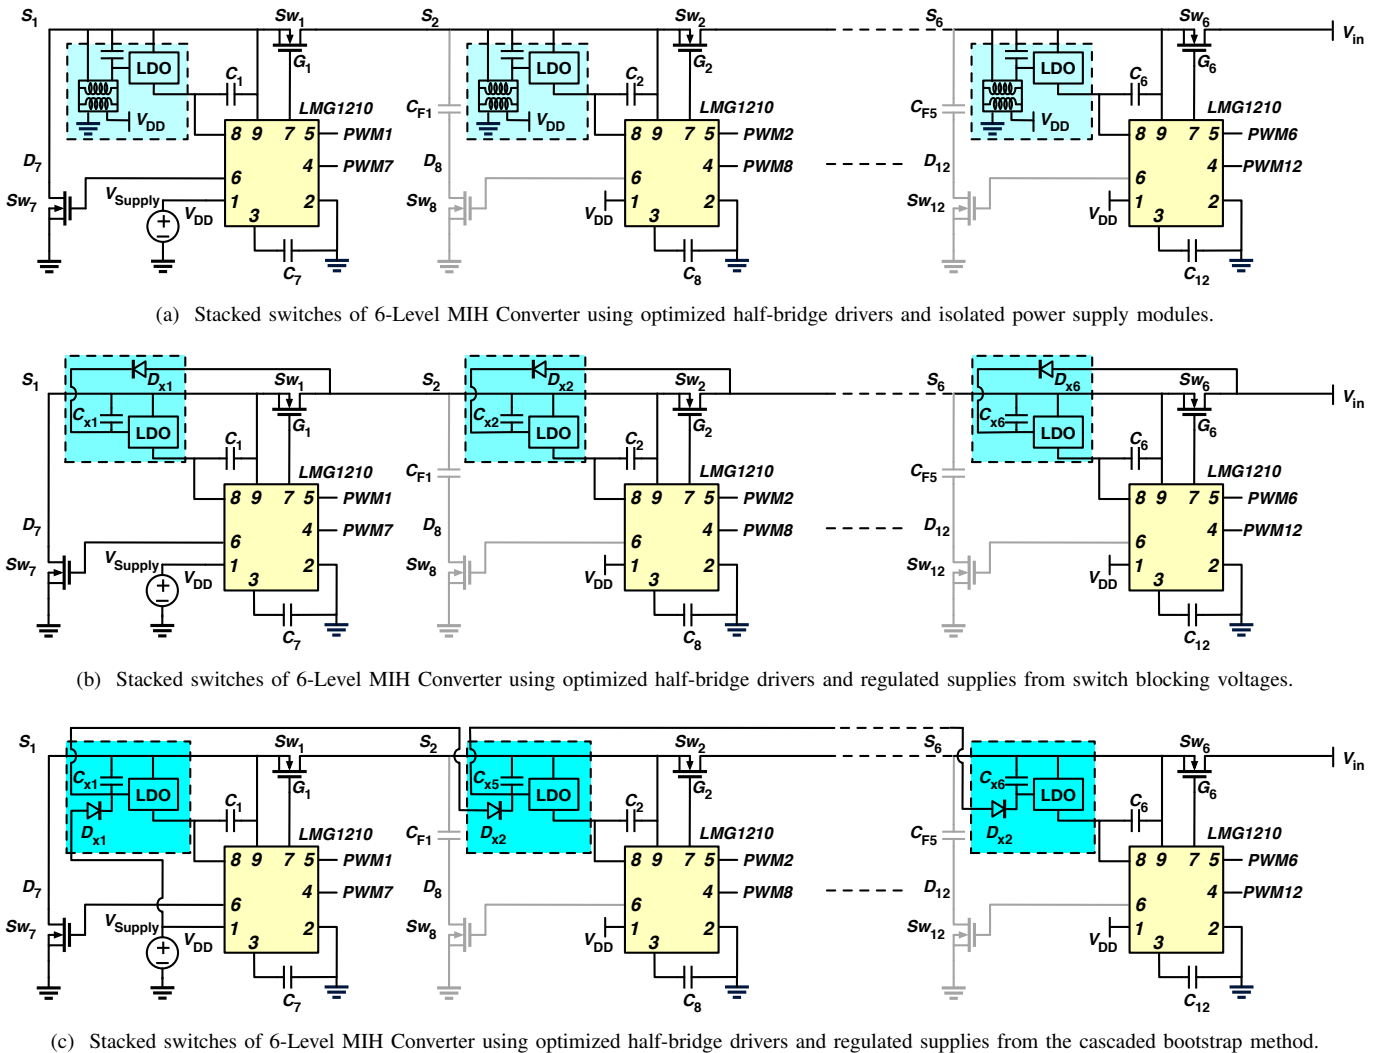 S1 Sw1 S2 Sw2 S6 Sw6 Vin
LDO C1 G1 LDO C2 G2 LDO C6 G6
VDD LMG1210 CF1 VDD LMG1210 CF5 VDD LMG1210
8 9 7 5 PWM1 8 9 7 5 PWM2 8 9 7 5 PWM6
D7 4 PWM7 D8 4 PWM8 D12 4 PWM12
6 6 6
Sw7 VSupply VDD 1 3 2 Sw8 VDD 1 3 2 Sw12 VDD 1 3 2
C7 C8 C12
(a) Stacked switches of 6-Level MIH Converter using optimized half-bridge drivers and isolated power supply modules.
S1 Dx1 Sw1 S2 Dx2 Sw2 S6 Dx6 Sw6 Vin
Cx1 LDO C1 G1 Cx2 LDO C2 G2 Cx6 LDO C6 G6
LMG1210 CF1 LMG1210 CF5 LMG1210
8 9 7 5 PWM1 8 9 7 5 PWM2 8 9 7 5 PWM6
D7 4 PWM7 D8 4 PWM8 D12 4 PWM12
6 6 6
Sw7 VSupply VDD 1 3 2 Sw8 VDD 1 3 2 Sw12 VDD 1 3 2
C7 C8 C12
(b) Stacked switches of 6-Level MIH Converter using optimized half-bridge drivers and regulated supplies from switch blocking voltages.
S1 Sw1 S2 Sw2 S6 Sw6 Vin
Cx1 LDO C1 G1 Cx5 LDO C2 G2 Cx6 LDO C6 G6
Dx1 LMG1210 CF1 Dx2 LMG1210 CF5 Dx2 LMG1210
8 9 7 5 PWM1 8 9 7 5 PWM2 8 9 7 5 PWM6
D7 4 PWM7 D8 4 PWM8 D12 4 PWM12
6 6 6
Sw7 VSupply VDD 1 3 2 Sw8 VDD 1 3 2 Sw12 VDD 1 3 2
C7 C8 C12
(c) Stacked switches of 6-Level MIH Converter using optimized half-bridge drivers and regulated supplies from the cascaded bootstrap method.